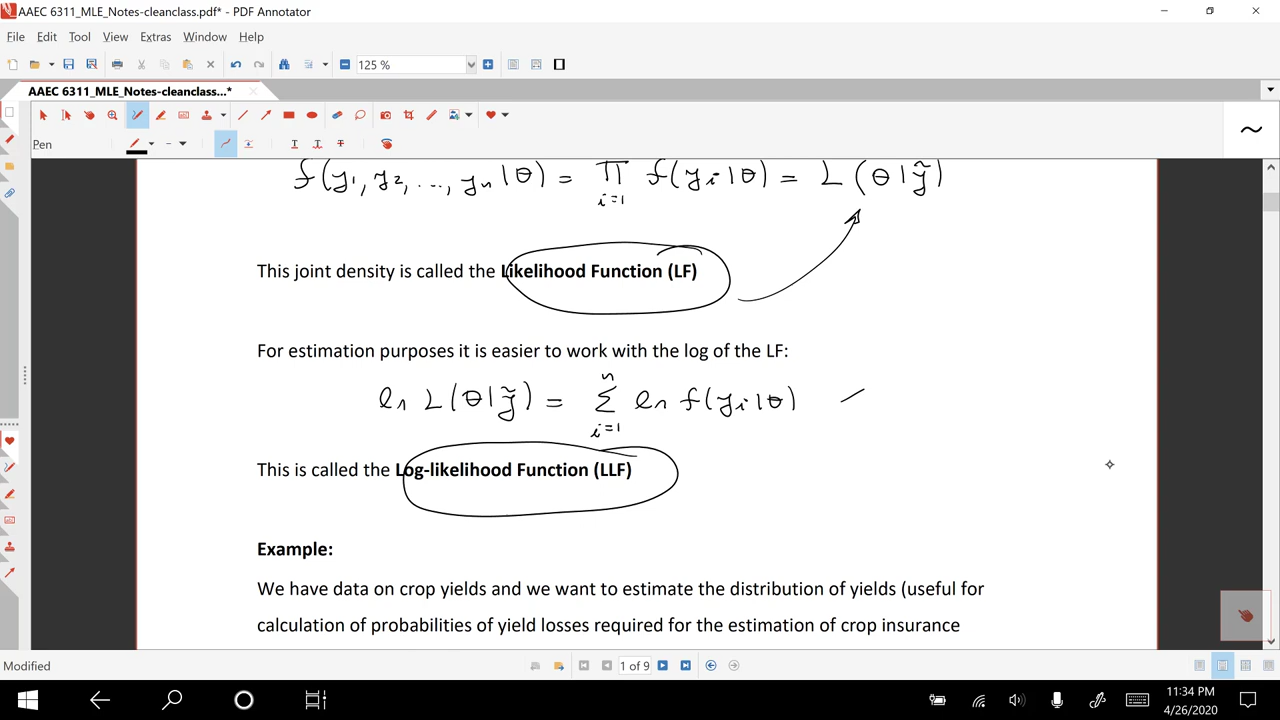 AAEC 6311_MLE_Notes-cleanclass.pdf* - PDF Annotator
File Edit Tool View Extras Window Help
125 %
AAEC 6311_MLE_Notes-cleanclass...*
Pen
f(y₁, y₂, ..., yₙ|θ) = ∏ᵢ₌₁ f(yᵢ|θ) = L(θ|ỹ)
This joint density is called the Likelihood Function (LF)
For estimation purposes it is easier to work with the log of the LF:
ln L(θ|ỹ) = ∑ᵢ₌₁ⁿ ln f(yᵢ|θ)
This is called the Log-likelihood Function (LLF)
Example:
We have data on crop yields and we want to estimate the distribution of yields (useful for
calculation of probabilities of yield losses required for the estimation of crop insurance
Modified
1 of 9
11:34 PM
4/26/2020